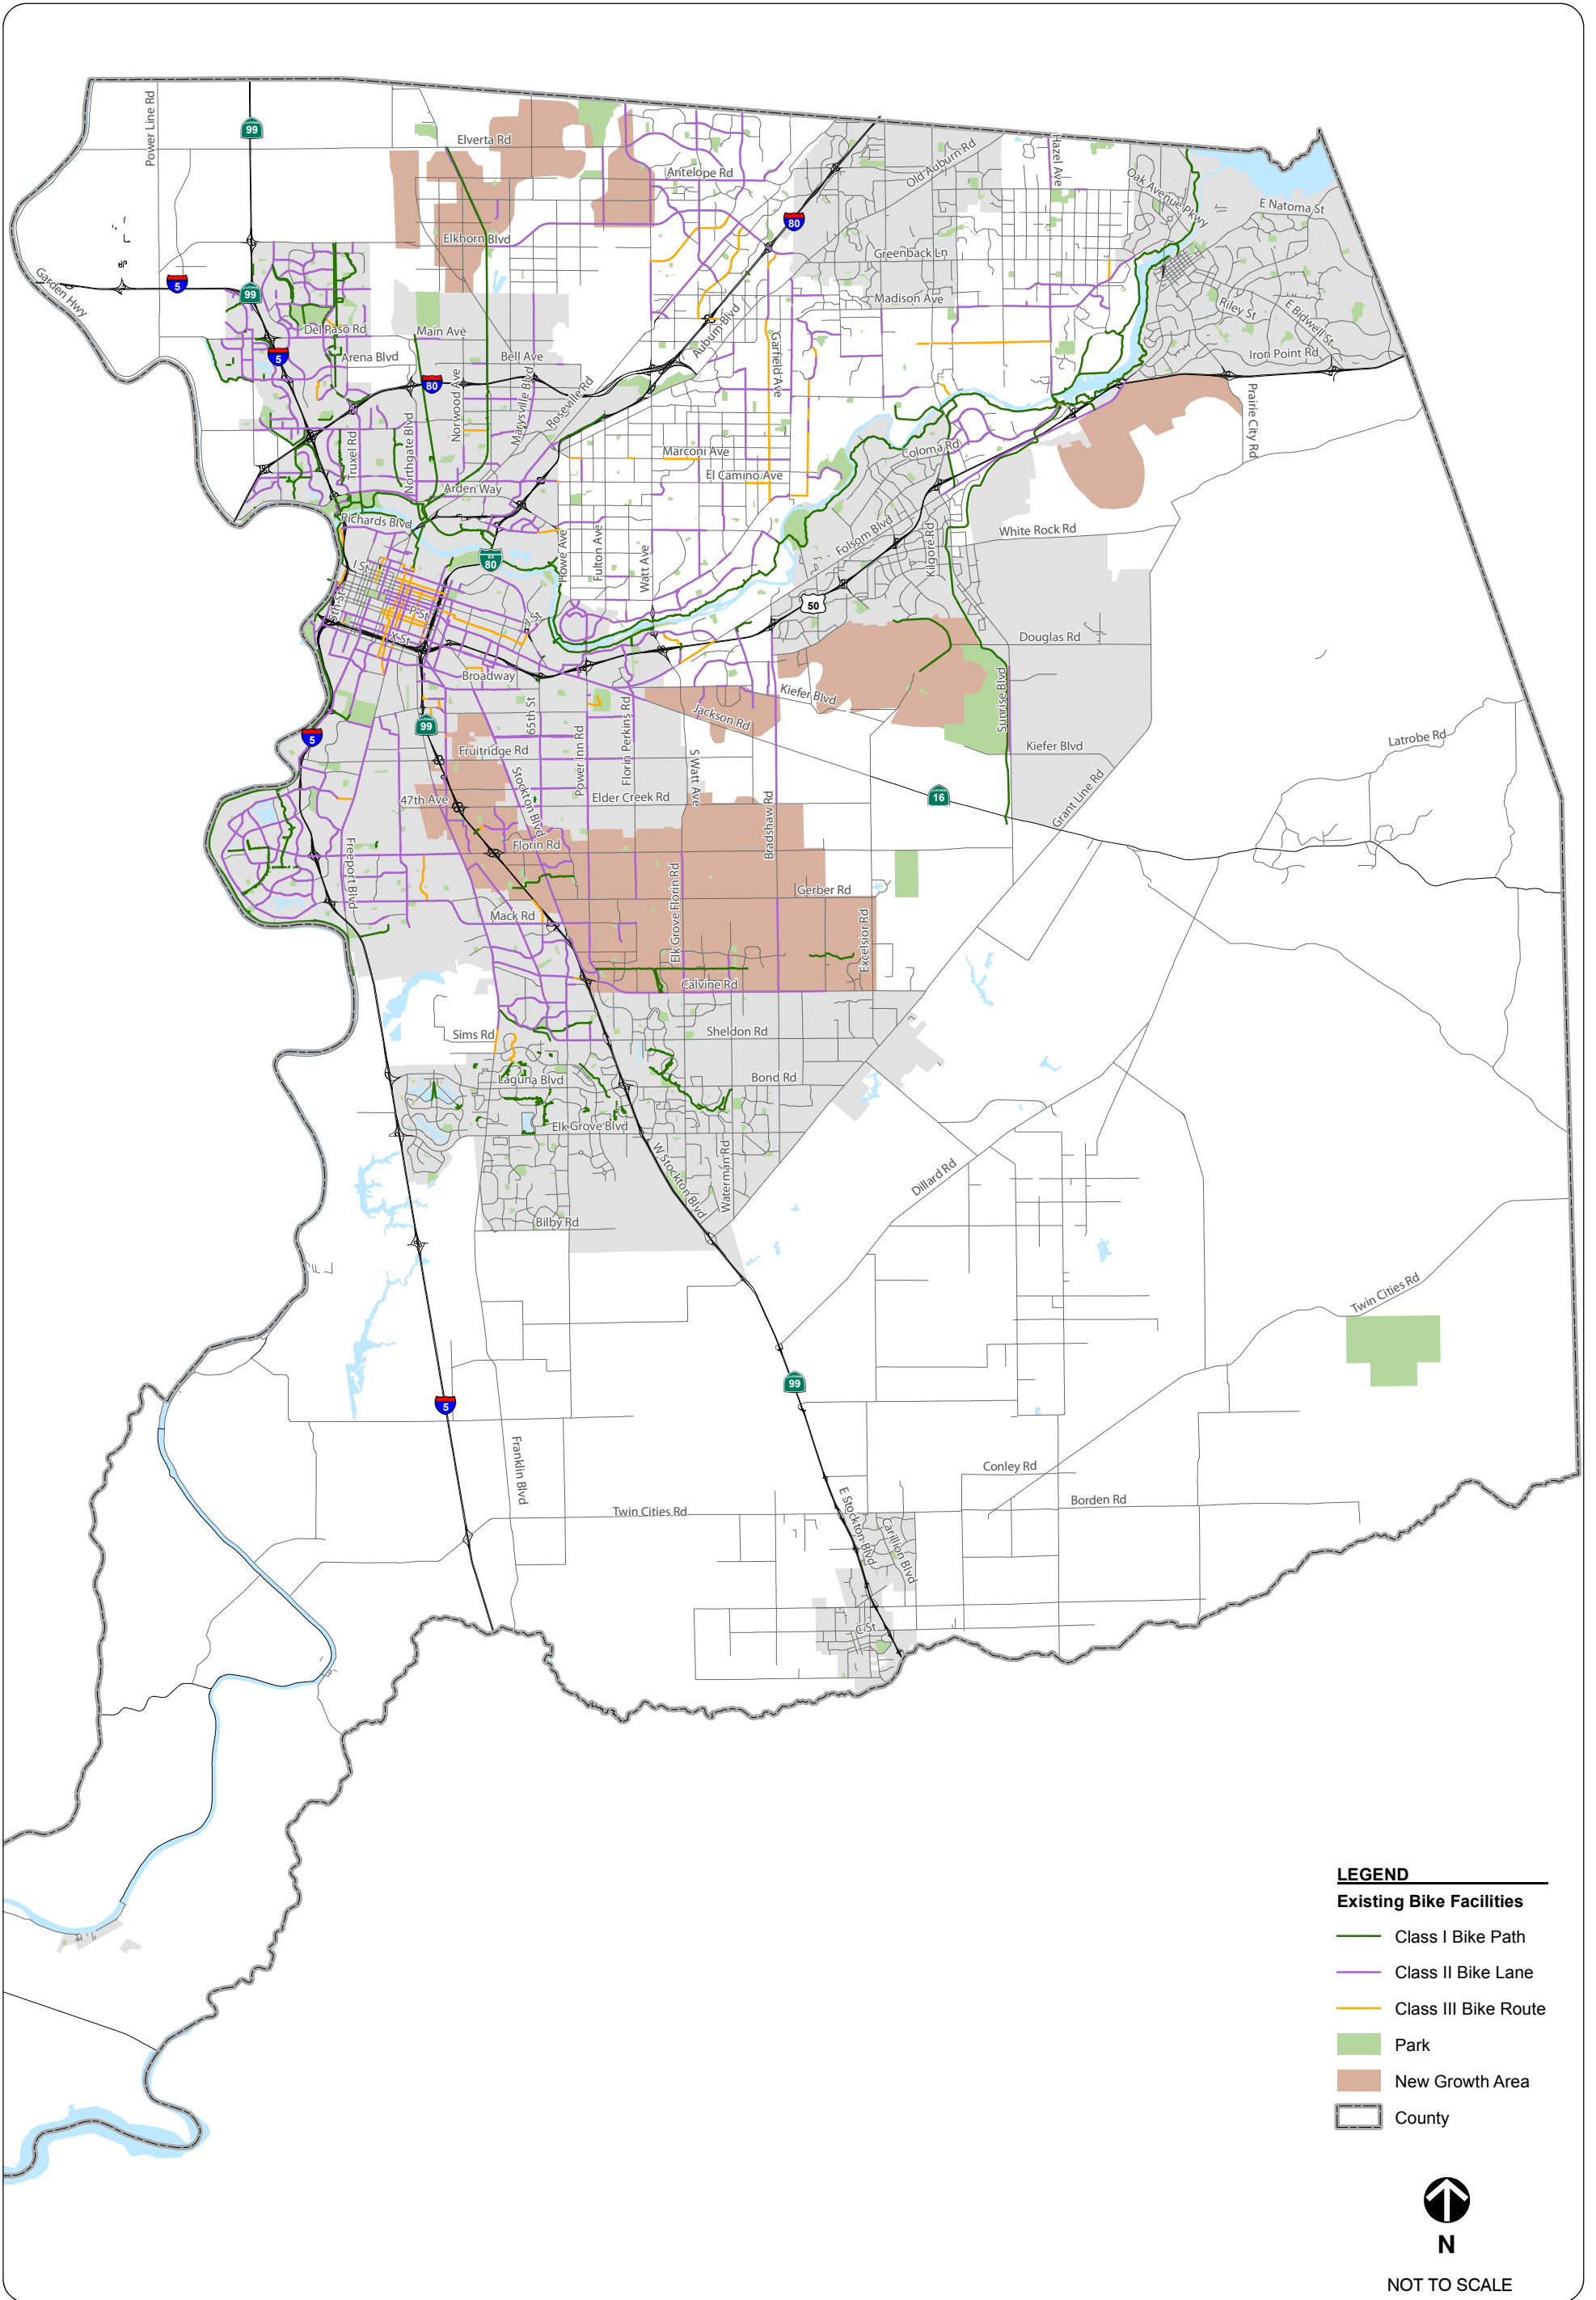 Power Line Rd
99
Elverta Rd
Antelope Rd
Old Auburn Rd
Hazel Ave
Oak Avenue Pkwy
E Natoma St
80
Elkhorn Blvd
Greenback Ln
Garden Hwy
5
99
Madison Ave
Riley St
E Bidwell St
Del Paso Rd
Main Ave
Auburn Blvd
Garfield Ave
Iron Point Rd
5
Arena Blvd
Bell Ave
80
Norwood Ave
Marysville Blvd
Roseville Rd
Prairie City Rd
Truxel Rd
Northgate Blvd
Marconi Ave
Coloma Rd
El Camino Ave
Arden Way
Richards Blvd
Folsom Blvd
Kilgore Rd
White Rock Rd
Howe Ave
Fulton Ave
Watt Ave
80
I St
5th St
P St
J St
50
X St
Douglas Rd
Broadway
Sunrise Blvd
Kiefer Blvd
65th St
Florin Perkins Rd
Jackson Rd
99
5
Power Inn Rd
Fruitridge Rd
S Watt Ave
Kiefer Blvd
Latrobe Rd
Stockton Blvd
47th Ave
Elder Creek Rd
16
Grant Line Rd
Bradshaw Rd
Freeport Blvd
Florin Rd
Elk Grove Florin Rd
Gerber Rd
Mack Rd
Excelsior Rd
Calvine Rd
Sims Rd
Sheldon Rd
Laguna Blvd
Bond Rd
Elk Grove Blvd
W Stockton Blvd
Waterman Rd
Dillard Rd
Bilby Rd
Twin Cities Rd
99
5
Franklin Blvd
Conley Rd
Borden Rd
Twin Cities Rd
E Stockton Blvd
Carillion Blvd
C St
LEGEND
Existing Bike Facilities
Class I Bike Path
Class II Bike Lane
Class III Bike Route
Park
New Growth Area
County
N
NOT TO SCALE